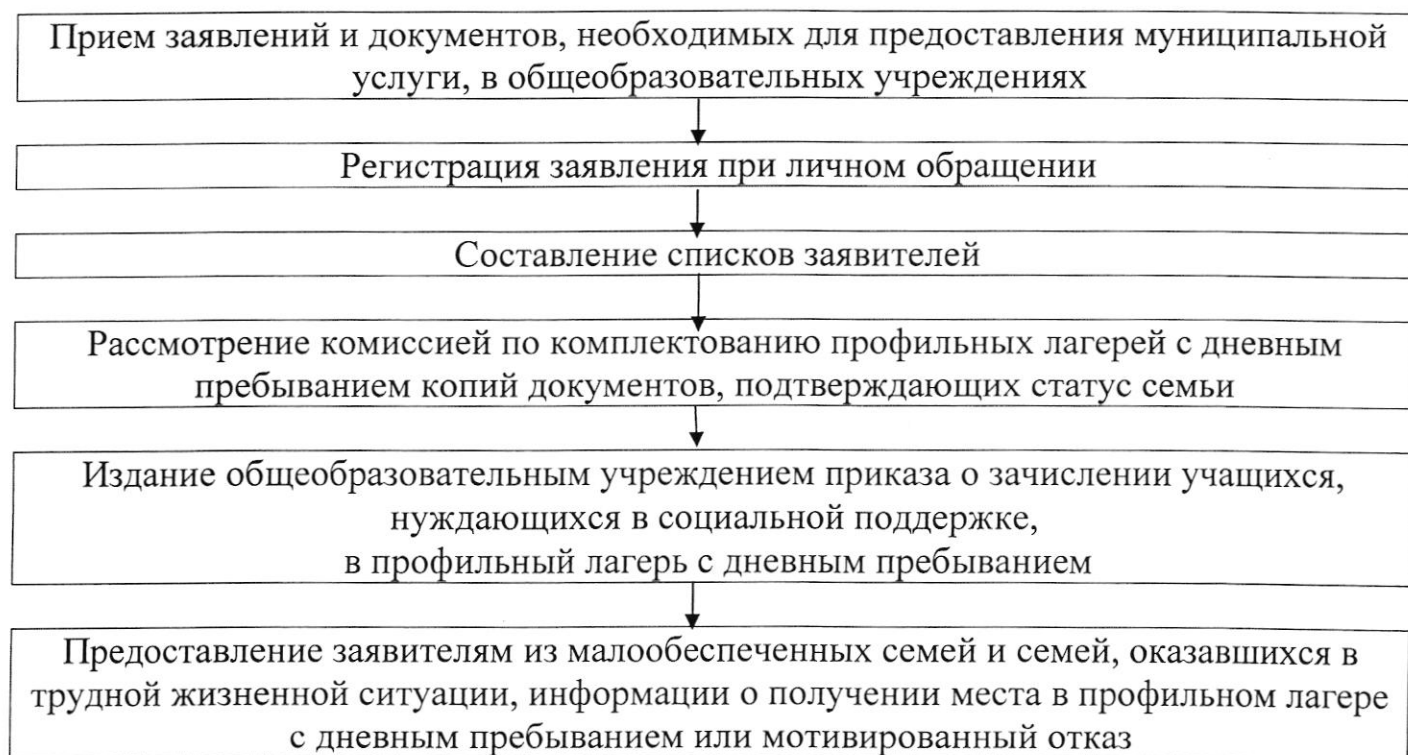 Прием заявлений и документов, необходимых для предоставления муниципальной
услуги, в общеобразовательных учреждениях
Регистрация заявления при личном обращении
Составление списков заявителей
Рассмотрение комиссией по комплектованию профильных лагерей с дневным
пребыванием копий документов, подтверждающих статус семьи
Издание общеобразовательным учреждением приказа о зачислении учащихся,
нуждающихся в социальной поддержке,
в профильный лагерь с дневным пребыванием
Предоставление заявителям из малообеспеченных семей и семей, оказавшихся в
трудной жизненной ситуации, информации о получении места в профильном лагере
с дневным пребыванием или мотивированный отказ